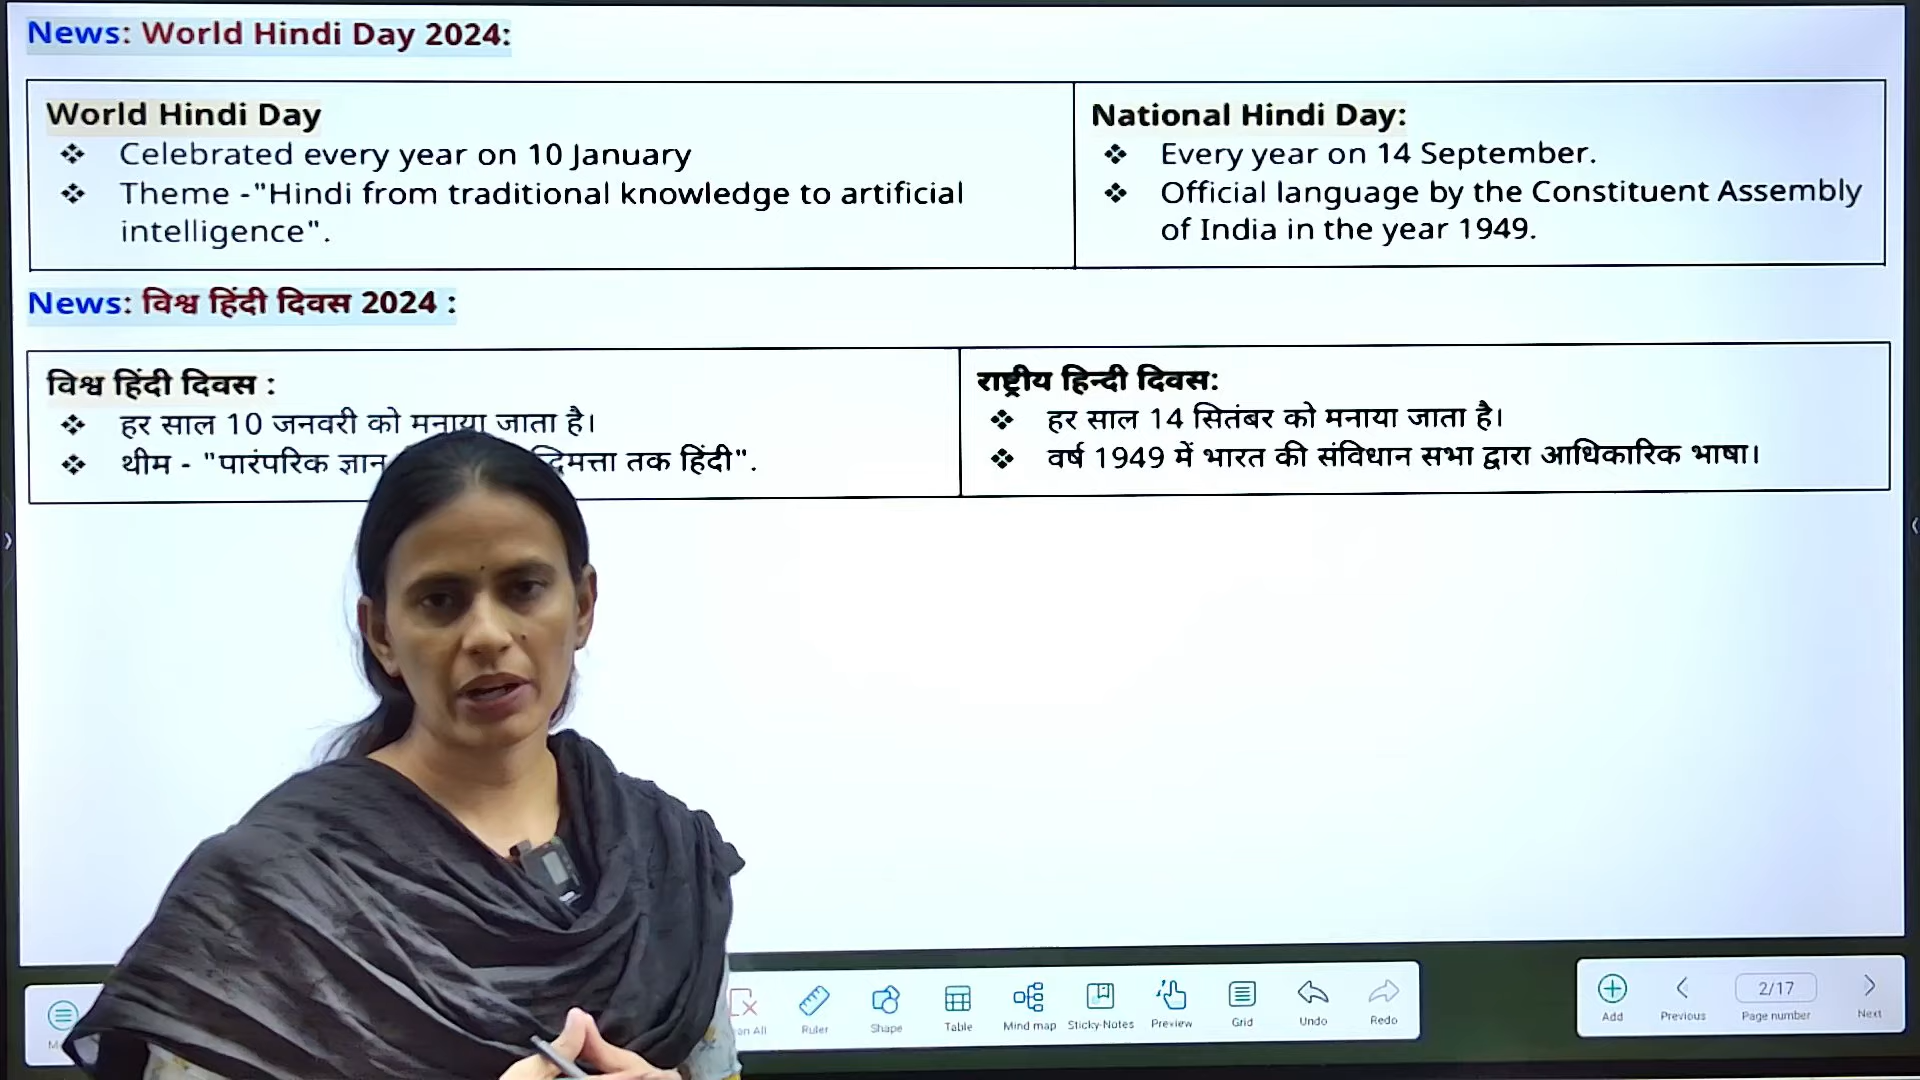 News: World Hindi Day 2024:
World Hindi Day
❖ Celebrated every year on 10 January
❖ Theme -"Hindi from traditional knowledge to artificial
intelligence".
National Hindi Day:
❖ Every year on 14 September.
❖ Official language by the Constituent Assembly
of India in the year 1949.
News: विश्व हिंदी दिवस 2024 :
विश्व हिंदी दिवस :
❖ हर साल 10 जनवरी को मनाया जाता है।
❖ थीम - "पारंपरिक ज्ञान तक हिंदी".
राष्ट्रीय हिन्दी दिवस:
❖ हर साल 14 सितंबर को मनाया जाता है।
❖ वर्ष 1949 में भारत की संविधान सभा द्वारा आधिकारिक भाषा।
All Ruler Shape Table Mind map Sticky-Notes Preview Grid Undo Redo
2/17
Add Previous Page number Next